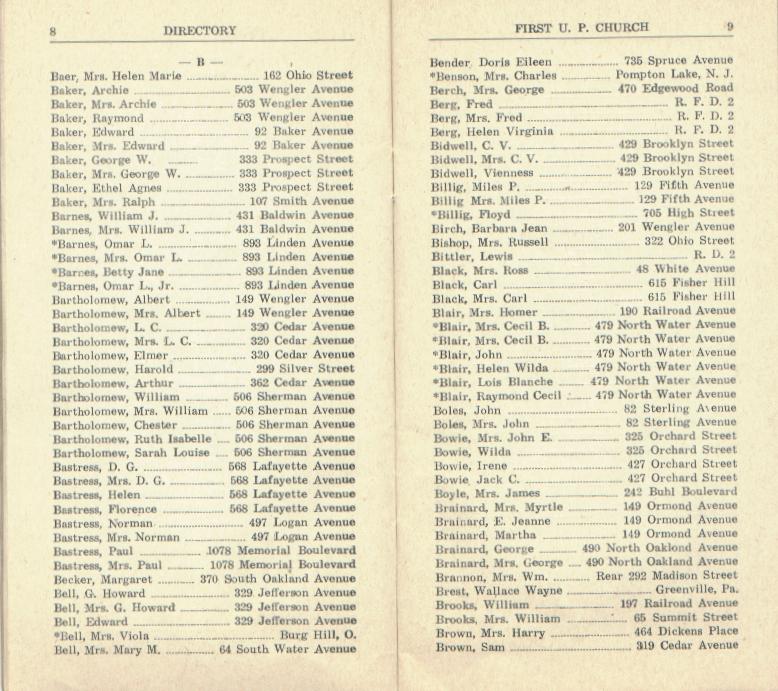 8 DIRECTORY
— B —
Baer, Mrs. Helen Marie ... 162 Ohio Street
Baker, Archie ... 503 Wengler Avenue
Baker, Mrs. Archie ... 503 Wengler Avenue
Baker, Raymond ... 503 Wengler Avenue
Baker, Edward ... 92 Baker Avenue
Baker, Mrs. Edward ... 92 Baker Avenue
Baker, George W. ... 333 Prospect Street
Baker, Mrs. George W. ... 333 Prospect Street
Baker, Ethel Agnes ... 333 Prospect Street
Baker, Mrs. Ralph ... 107 Smith Avenue
Barnes, William J. ... 431 Baldwin Avenue
Barnes, Mrs. William J. ... 431 Baldwin Avenue
*Barnes, Omar L. ... 893 Linden Avenue
*Barnes, Mrs. Omar L. ... 893 Linden Avenue
*Barnes, Betty Jane ... 893 Linden Avenue
*Barnes, Omar L., Jr. ... 893 Linden Avenue
Bartholomew, Albert ... 149 Wengler Avenue
Bartholomew, Mrs. Albert ... 149 Wengler Avenue
Bartholomew, L. C. ... 320 Cedar Avenue
Bartholomew, Mrs. L. C. ... 320 Cedar Avenue
Bartholomew, Elmer ... 320 Cedar Avenue
Bartholomew, Harold ... 299 Silver Street
Bartholomew, Arthur ... 362 Cedar Avenue
Bartholomew, William ... 506 Sherman Avenue
Bartholomew, Mrs. William ... 506 Sherman Avenue
Bartholomew, Chester ... 506 Sherman Avenue
Bartholomew, Ruth Isabelle ... 506 Sherman Avenue
Bartholomew, Sarah Louise ... 506 Sherman Avenue
Bastress, D. G. ... 568 Lafayette Avenue
Bastress, Mrs. D. G. ... 568 Lafayette Avenue
Bastress, Helen ... 568 Lafayette Avenue
Bastress, Florence ... 568 Lafayette Avenue
Bastress, Norman ... 497 Logan Avenue
Bastress, Mrs. Norman ... 497 Logan Avenue
Bastress, Paul ... 1078 Memorial Boulevard
Bastress, Mrs. Paul ... 1078 Memorial Boulevard
Becker, Margaret ... 370 South Oakland Avenue
Bell, G. Howard ... 329 Jefferson Avenue
Bell, Mrs. G. Howard ... 329 Jefferson Avenue
Bell, Edward ... 329 Jefferson Avenue
*Bell, Mrs. Viola ... Burg Hill, O.
Bell, Mrs. Mary M. ... 64 South Water Avenue
FIRST U. P. CHURCH 9
Bender, Doris Eileen ... 735 Spruce Avenue
*Benson, Mrs. Charles ... Pompton Lake, N. J.
Berch, Mrs. George ... 470 Edgewood Road
Berg, Fred ... R. F. D. 2
Berg, Mrs. Fred ... R. F. D. 2
Berg, Helen Virginia ... R. F. D. 2
Bidwell, C. V. ... 429 Brooklyn Street
Bidwell, Mrs. C. V. ... 429 Brooklyn Street
Bidwell, Vienness ... 429 Brooklyn Street
Billig, Miles P. ... 129 Fifth Avenue
Billig Mrs. Miles P. ... 129 Fifth Avenue
*Billig, Floyd ... 705 High Street
Birch, Barbara Jean ... 201 Wengler Avenue
Bishop, Mrs. Russell ... 322 Ohio Street
Bittler, Lewis ... R. D. 2
Black, Mrs. Ross ... 48 White Avenue
Black, Carl ... 615 Fisher Hill
Black, Mrs. Carl ... 615 Fisher Hill
Blair, Mrs. Homer ... 190 Railroad Avenue
*Blair, Mrs. Cecil B. ... 479 North Water Avenue
*Blair, Mrs. Cecil B. ... 479 North Water Avenue
*Blair, John ... 479 North Water Avenue
*Blair, Helen Wilda ... 479 North Water Avenue
*Blair, Lois Blanche ... 479 North Water Avenue
*Blair, Raymond Cecil ... 479 North Water Avenue
Boles, John ... 82 Sterling Avenue
Boles, Mrs. John ... 82 Sterling Avenue
Bowie, Mrs. John E. ... 325 Orchard Street
Bowie, Wilda ... 325 Orchard Street
Bowie, Irene ... 427 Orchard Street
Bowie, Jack C. ... 427 Orchard Street
Boyle, Mrs. James ... 242 Buhl Boulevard
Brainard, Mrs. Myrtle ... 149 Ormond Avenue
Brainard, E. Jeanne ... 149 Ormond Avenue
Brainard, Martha ... 149 Ormond Avenue
Brainard, George ... 490 North Oaklond Avenue
Brainard, Mrs. George ... 490 North Oakland Avenue
Brannon, Mrs. Wm. ... Rear 292 Madison Street
Brest, Wallace Wayne ... Greenville, Pa.
Brooks, William ... 197 Railroad Avenue
Brooks, Mrs. William ... 65 Summit Street
Brown, Mrs. Harry ... 464 Dickens Place
Brown, Sam ... 319 Cedar Avenue